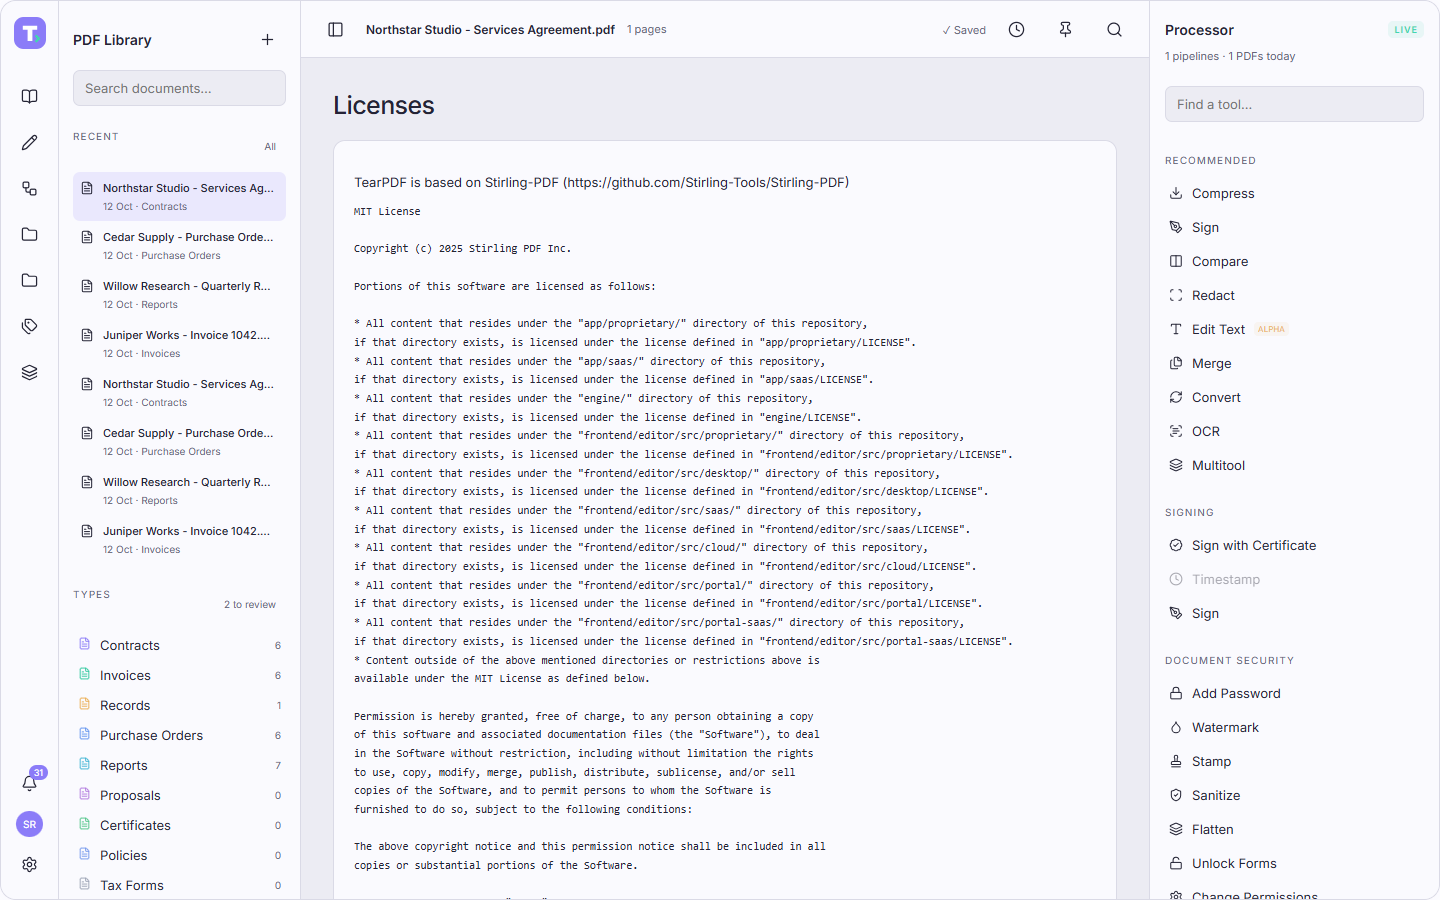 T
PDF Library
Search documents...
RECENT
All
Northstar Studio - Services Ag...
12 Oct · Contracts
Cedar Supply - Purchase Orde...
12 Oct · Purchase Orders
Willow Research - Quarterly R...
12 Oct · Reports
Juniper Works - Invoice 1042....
12 Oct · Invoices
Northstar Studio - Services Ag...
12 Oct · Contracts
Cedar Supply - Purchase Orde...
12 Oct · Purchase Orders
Willow Research - Quarterly R...
12 Oct · Reports
Juniper Works - Invoice 1042....
12 Oct · Invoices
TYPES
2 to review
Contracts 6
Invoices 6
Records 1
Purchase Orders 6
Reports 7
Proposals 0
Certificates 0
Policies 0
Tax Forms 0
31
SR
Northstar Studio - Services Agreement.pdf 1 pages
✓ Saved
Licenses
TearPDF is based on Stirling-PDF (https://github.com/Stirling-Tools/Stirling-PDF)
MIT License
Copyright (c) 2025 Stirling PDF Inc.
Portions of this software are licensed as follows:
* All content that resides under the "app/proprietary/" directory of this repository,
if that directory exists, is licensed under the license defined in "app/proprietary/LICENSE".
* All content that resides under the "app/saas/" directory of this repository,
if that directory exists, is licensed under the license defined in "app/saas/LICENSE".
* All content that resides under the "engine/" directory of this repository,
if that directory exists, is licensed under the license defined in "engine/LICENSE".
* All content that resides under the "frontend/editor/src/proprietary/" directory of this repository,
if that directory exists, is licensed under the license defined in "frontend/editor/src/proprietary/LICENSE".
* All content that resides under the "frontend/editor/src/desktop/" directory of this repository,
if that directory exists, is licensed under the license defined in "frontend/editor/src/desktop/LICENSE".
* All content that resides under the "frontend/editor/src/saas/" directory of this repository,
if that directory exists, is licensed under the license defined in "frontend/editor/src/saas/LICENSE".
* All content that resides under the "frontend/editor/src/cloud/" directory of this repository,
if that directory exists, is licensed under the license defined in "frontend/editor/src/cloud/LICENSE".
* All content that resides under the "frontend/editor/src/portal/" directory of this repository,
if that directory exists, is licensed under the license defined in "frontend/editor/src/portal/LICENSE".
* All content that resides under the "frontend/editor/src/portal-saas/" directory of this repository,
if that directory exists, is licensed under the license defined in "frontend/editor/src/portal-saas/LICENSE".
* Content outside of the above mentioned directories or restrictions above is
available under the MIT License as defined below.
Permission is hereby granted, free of charge, to any person obtaining a copy
of this software and associated documentation files (the "Software"), to deal
in the Software without restriction, including without limitation the rights
to use, copy, modify, merge, publish, distribute, sublicense, and/or sell
copies of the Software, and to permit persons to whom the Software is
furnished to do so, subject to the following conditions:
The above copyright notice and this permission notice shall be included in all
copies or substantial portions of the Software.
Processor
LIVE
1 pipelines · 1 PDFs today
Find a tool...
RECOMMENDED
Compress
Sign
Compare
Redact
Edit Text ALPHA
Merge
Convert
OCR
Multitool
SIGNING
Sign with Certificate
Timestamp
Sign
DOCUMENT SECURITY
Add Password
Watermark
Stamp
Sanitize
Flatten
Unlock Forms
Change Permissions